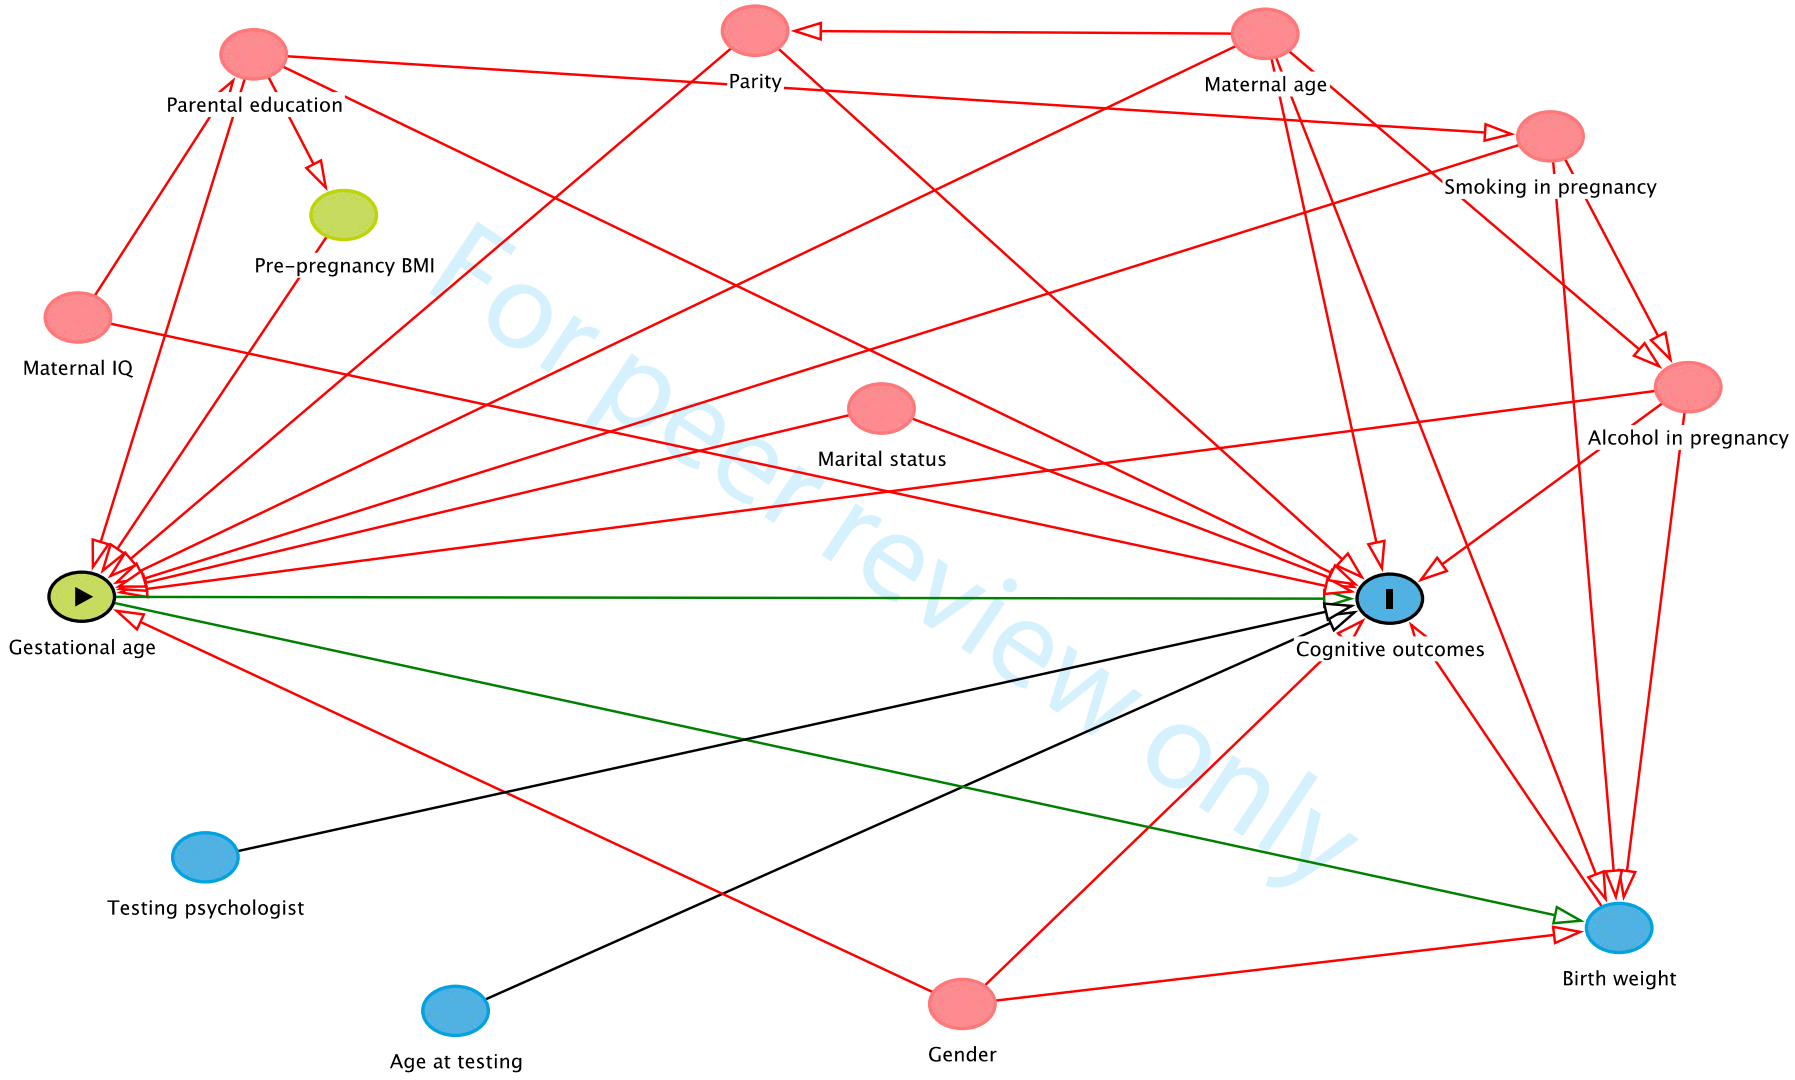 Parity
Maternal age
Parental education
Smoking in pregnancy
Pre-pregnancy BMI
Maternal IQ
Marital status
Alcohol in pregnancy
Gestational age
Cognitive outcomes
Testing psychologist
Birth weight
Age at testing
Gender
For peer review only